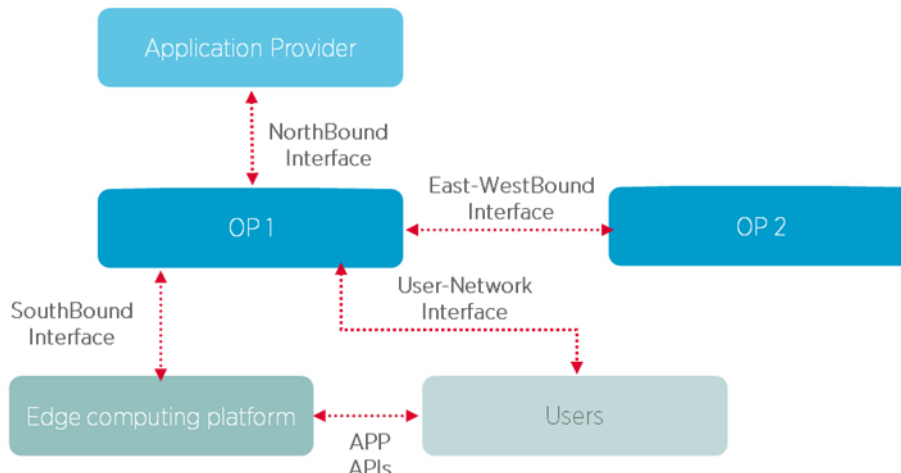 Application Provider
NorthBound
Interface
East-WestBound
Interface
OP 1
OP 2
User-Network
Interface
SouthBound
Interface
Edge computing platform
Users
APP
APIs